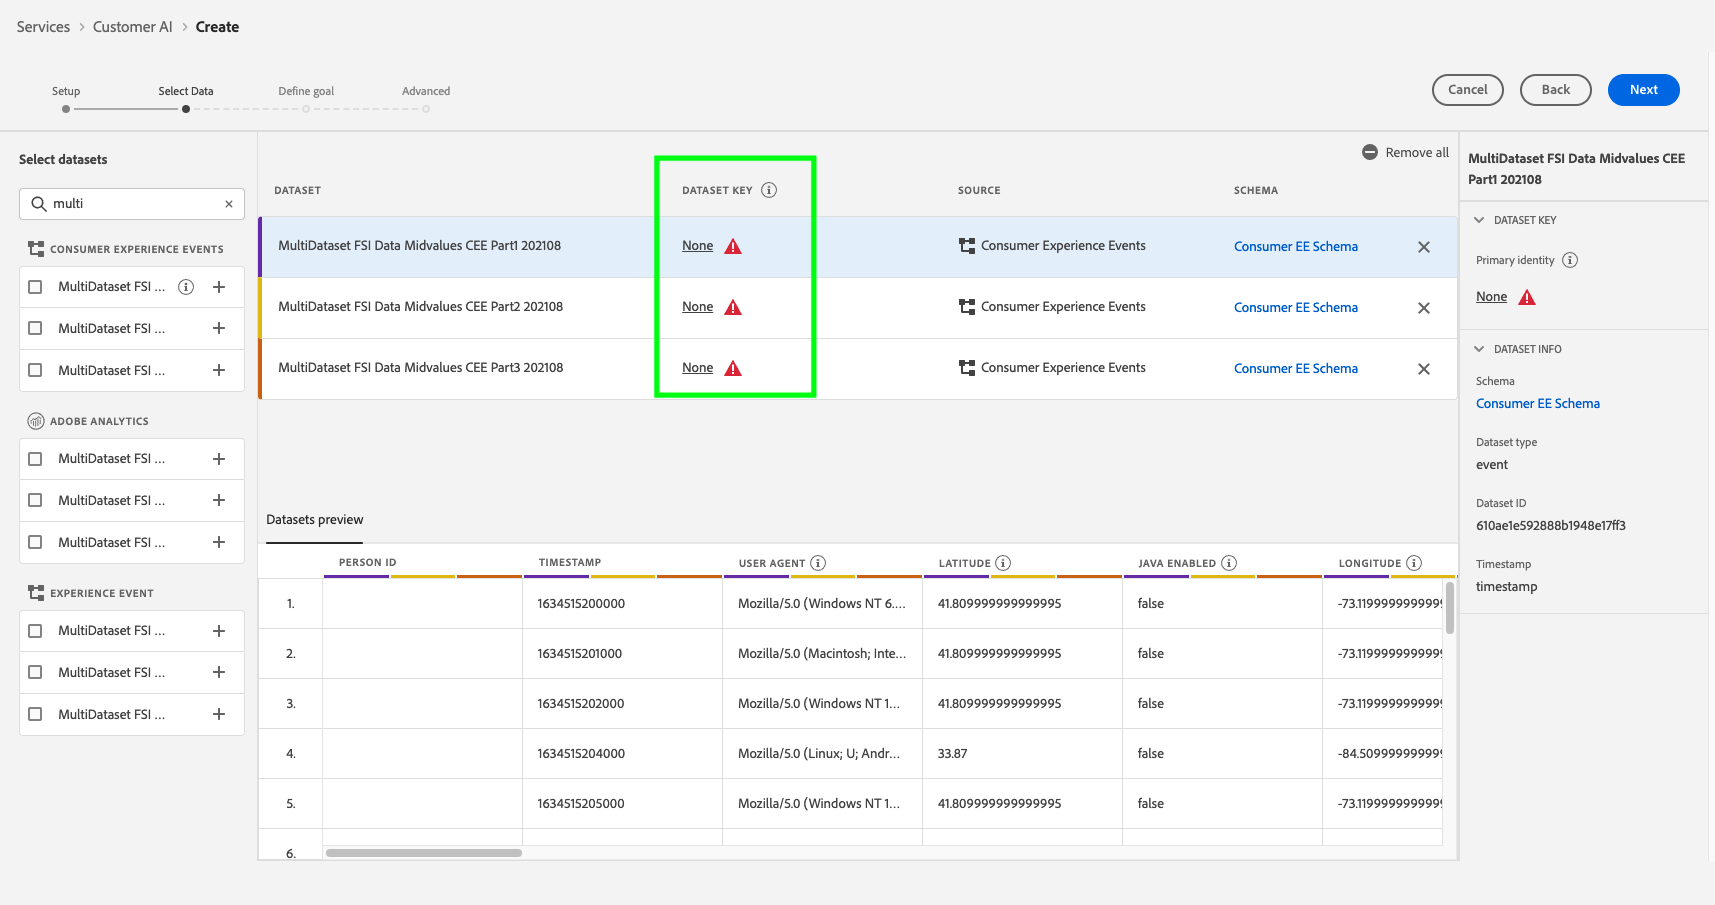 Services > Customer AI > Create
Setup
Select Data
Define goal
Advanced
Cancel
Back
Next
Select datasets
multi
CONSUMER EXPERIENCE EVENTS
MultiDataset FSI ...
MultiDataset FSI ...
MultiDataset FSI ...
ADOBE ANALYTICS
MultiDataset FSI ...
MultiDataset FSI ...
MultiDataset FSI ...
EXPERIENCE EVENT
MultiDataset FSI ...
MultiDataset FSI ...
MultiDataset FSI ...
Remove all
DATASET DATASET KEY SOURCE SCHEMA
MultiDataset FSI Data Midvalues CEE Part1 202108 None Consumer Experience Events Consumer EE Schema
MultiDataset FSI Data Midvalues CEE Part2 202108 None Consumer Experience Events Consumer EE Schema
MultiDataset FSI Data Midvalues CEE Part3 202108 None Consumer Experience Events Consumer EE Schema
Datasets preview
PERSON ID TIMESTAMP USER AGENT LATITUDE JAVA ENABLED LONGITUDE
1. 1634515200000 Mozilla/5.0 (Windows NT 6.... 41.809999999999995 false -73.1199999999999
2. 1634515201000 Mozilla/5.0 (Macintosh; Inte... 41.809999999999995 false -73.1199999999999
3. 1634515202000 Mozilla/5.0 (Windows NT 1... 41.809999999999995 false -73.1199999999999
4. 1634515204000 Mozilla/5.0 (Linux; U; Andr... 33.87 false -84.509999999999
5. 1634515205000 Mozilla/5.0 (Windows NT 1... 41.809999999999995 false -73.1199999999999
6.
MultiDataset FSI Data Midvalues CEE
Part1 202108
DATASET KEY
Primary identity
None
DATASET INFO
Schema
Consumer EE Schema
Dataset type
event
Dataset ID
610ae1e592888b1948e17ff3
Timestamp
timestamp